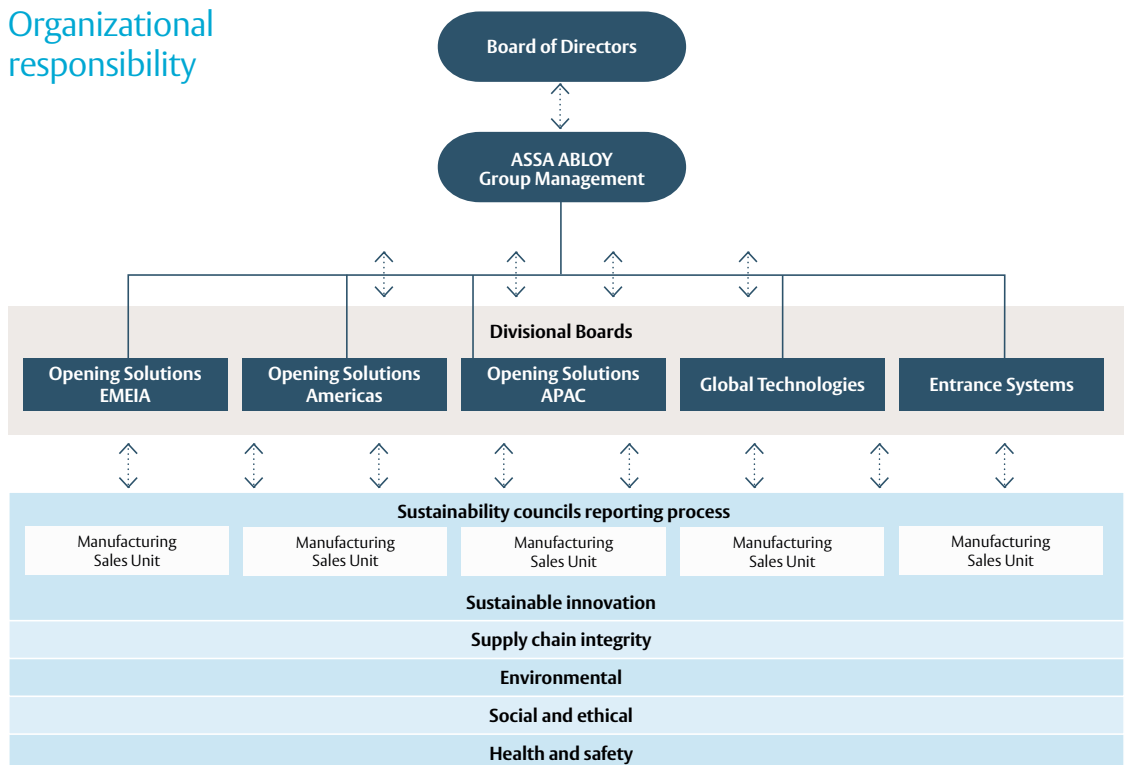 Organizational
responsibility
Board of Directors
ASSA ABLOY
Group Management
Divisional Boards
Opening Solutions
EMEIA
Opening Solutions
Americas
Opening Solutions
APAC
Global Technologies
Entrance Systems
Sustainability councils reporting process
Manufacturing
Sales Unit
Manufacturing
Sales Unit
Manufacturing
Sales Unit
Manufacturing
Sales Unit
Manufacturing
Sales Unit
Sustainable innovation
Supply chain integrity
Environmental
Social and ethical
Health and safety